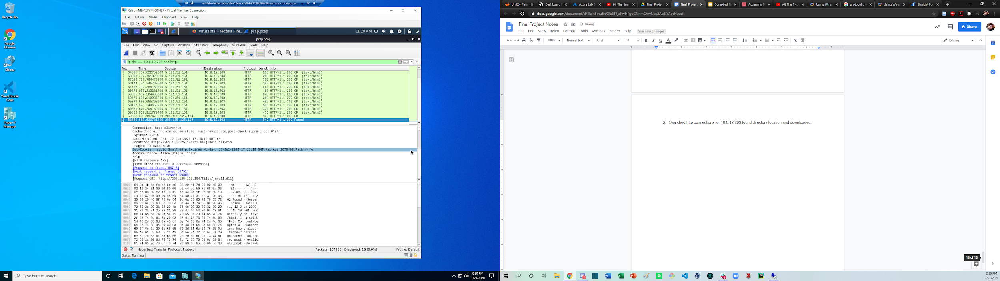 ml-lab-dede4cab-a5fe-42ea-a290-b91499d9b336.eastus2.cloudapp.a...
Recycle Bin
Google Chrome
Kibana
Visual Studio Code
Hyper-V Manager
Kali on ML-REFVM-684427 - Virtual Machine Connection
File Action Media Clipboard View Help
VirusTotal - Mozilla Fire... pcap.pcap 11:20 AM
pcap.pcap
File Edit View Go Capture Analyze Statistics Telephony Wireless Tools Help
ip.dst == 10.6.12.203 and http
No. Time Source Destination Protocol Length Info
64005 737.822752000 5.101.51.151 10.6.12.203 HTTP 268 HTTP/1.1 200 OK (text/html)
63993 737.791320600 5.101.51.151 10.6.12.203 HTTP 268 HTTP/1.1 200 OK (text/html)
63989 737.784470500 5.101.51.151 10.6.12.203 HTTP 303 HTTP/1.1 200 OK (text/html)
63144 724.346789500 5.101.51.151 10.6.12.203 HTTP 308 HTTP/1.1 200 OK (text/html)
61786 702.388169200 5.101.51.151 10.6.12.203 HTTP 1441 HTTP/1.1 200 OK (text/html)
60879 688.215331700 5.101.51.151 10.6.12.203 HTTP 93 HTTP/1.1 200 OK (text/html)
60835 687.584408000 5.101.51.151 10.6.12.203 HTTP 846 HTTP/1.1 200 OK (text/html)
60775 686.819937200 5.101.51.151 10.6.12.203 HTTP 268 HTTP/1.1 200 OK (text/html)
60376 680.655793900 5.101.51.151 10.6.12.203 HTTP 487 HTTP/1.1 200 OK (text/html)
60107 676.349463900 5.101.51.151 10.6.12.203 HTTP 583 HTTP/1.1 200 OK (text/html)
60071 676.208169900 5.101.51.151 10.6.12.203 HTTP 1371 HTTP/1.1 200 OK (text/html)
59682 669.911770400 5.101.51.151 10.6.12.203 HTTP 436 HTTP/1.1 200 OK (text/html)
59388 668.197470500 205.185.125.104 10.6.12.203 HTTP 946 HTTP/1.1 200 OK
58750 658.630781400 205.185.125.104 10.6.12.203 HTTP 542 HTTP/1.1 302 Found
Connection: keep-alive\r\n
Cache-Control: no-cache, no-store, must-revalidate,post-check=0,pre-check=0\r\n
Expires: 0\r\n
Last-Modified: Fri, 12 Jun 2020 17:15:19 GMT\r\n
Location: http://205.185.125.104/files/june11.dll\r\n
Pragma: no-cache\r\n
Set-Cookie: _subid=3mmhfnd8jp;Expires=Monday, 13-Jul-2020 17:15:19 GMT;Max-Age=2678400;Path=/\r\n
Access-Control-Allow-Origin: *\r\n
\r\n
[HTTP response 1/2]
[Time since request: 0.009523000 seconds]
[Request in frame: 58748]
[Next request in frame: 58752]
[Next response in frame: 59388]
[Request URI: http://205.185.125.104/files/june11.dll]
0000 84 3a 4b 6d fc e2 ec c8 82 29 41 7d 08 00 45 00 ·:Km···· ·)A}··E·
0010 02 10 24 31 00 00 80 06 b2 c4 cd b9 7d 68 0a 06 ··$1···· ····}h··
0020 0c cb 00 50 c2 4b 78 a3 4f a4 04 1f 3f 3d 50 18 ···P·Kx· O···?=P·
0030 fa f0 82 e5 00 00 48 54 54 50 2f 31 2e 31 20 33 ······HT TP/1.1 3
0040 30 32 20 46 6f 75 6e 64 0d 0a 53 65 72 76 65 72 02 Found ··Server
0050 3a 20 6e 67 69 6e 78 0d 0a 44 61 74 65 3a 20 46 : nginx· ·Date: F
0060 72 69 2c 20 31 32 20 4a 75 6e 20 32 30 32 30 20 ri, 12 J un 2020
0070 31 37 3a 31 35 3a 31 39 20 47 4d 54 0d 0a 43 6f 17:15:19 GMT··Co
0080 6e 74 65 6e 74 2d 54 79 70 65 3a 20 74 65 78 74 ntent-Ty pe: text
0090 2f 68 74 6d 6c 3b 20 63 68 61 72 73 65 74 3d 55 /html; c harset=U
00a0 54 46 2d 38 0d 0a 43 6f 6e 74 65 6e 74 2d 4c 65 TF-8··Co ntent-Le
00b0 6e 67 74 68 3a 20 30 0d 0a 43 6f 6e 6e 65 63 74 ngth: 0· ·Connect
00c0 69 6f 6e 3a 20 6b 65 65 70 2d 61 6c 69 76 65 0d ion: kee p-alive·
00d0 0a 43 61 63 68 65 2d 43 6f 6e 74 72 6f 6c 3a 20 ·Cache-C ontrol:
00e0 6e 6f 2d 63 61 63 68 65 2c 20 6e 6f 2d 73 74 6f no-cache , no-sto
00f0 72 65 2c 20 6d 75 73 74 2d 72 65 76 61 6c 69 64 re, must -revalid
0100 61 74 65 2c 70 6f 73 74 2d 63 68 65 63 6b 3d 30 ate,post -check=0
Hypertext Transfer Protocol: Protocol Packets: 104286 · Displayed: 16 (0.0%) Profile: Default
Status: Running
Type here to search
6:20 PM
7/21/2020
Unit24_Final Dashboard Azure Lab S (4) The Snar Final Project Final Project Compiled Fi Accessing M (4) The 1 co Using Wires protocol tha Using Wires Straight For
docs.google.com/document/d/1Izln3muEnXXc8TSjaKwHFgoCNnmCVwNos2Ap6lYApd4/edit
Final Project Notes Saving...
File Edit View Insert Format Tools Add-ons Zotero Help See new changes
Share
100% Normal text Arial 11 Editing
3. Searched http connections for 10.6.12.203 found directory location and downloaded:
13 of 13
2:20 PM
7/21/2020